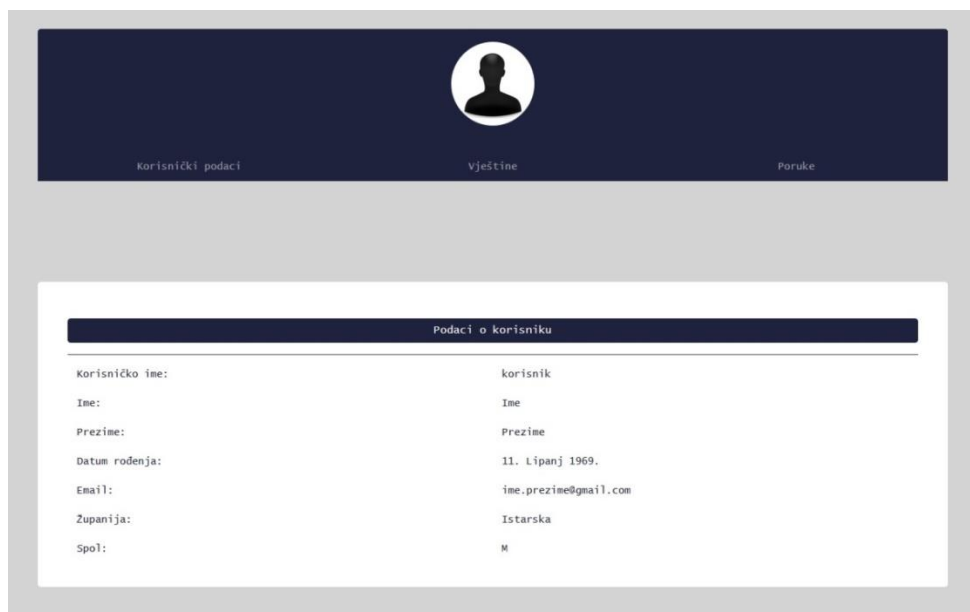 Korisnički podaci Vještine Poruke
Podaci o korisniku
Korisničko ime: korisnik
Ime: Ime
Prezime: Prezime
Datum rođenja: 11. Lipanj 1969.
Email: ime.prezime@gmail.com
Županija: Istarska
Spol: M